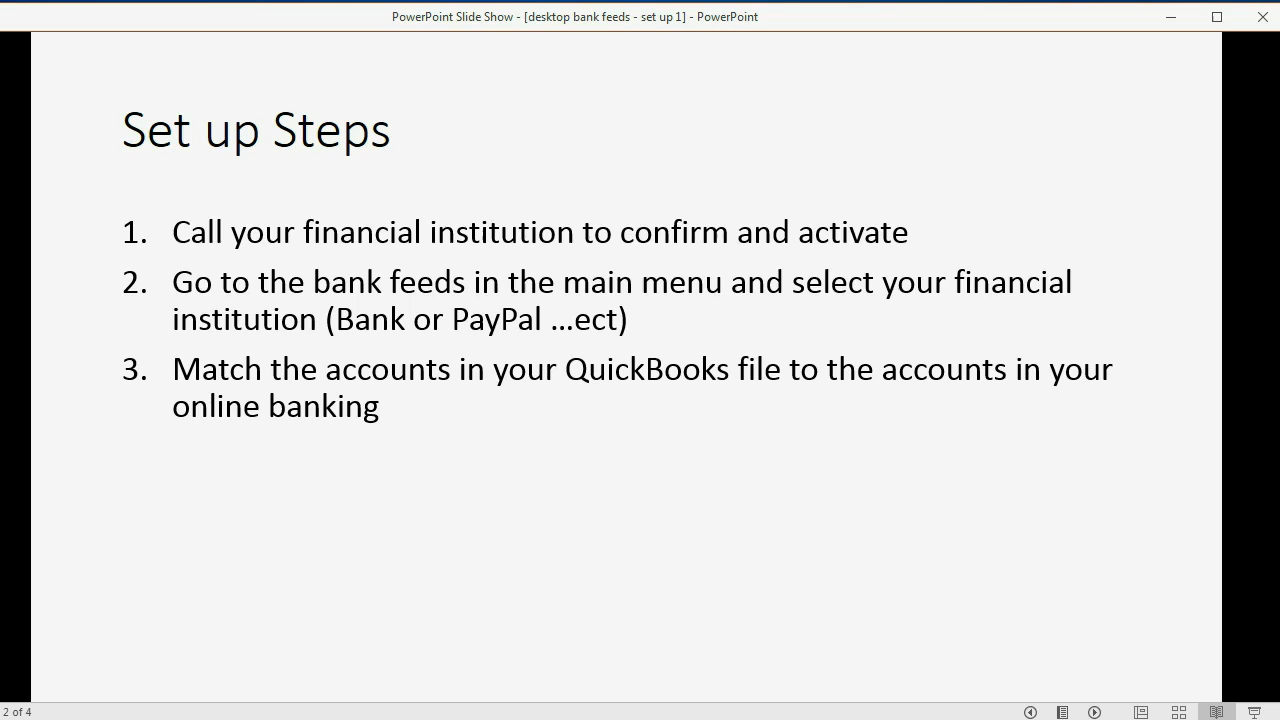 PowerPoint Slide Show - [desktop bank feeds - set up 1] - PowerPoint
Set up Steps
1. Call your financial institution to confirm and activate
2. Go to the bank feeds in the main menu and select your financial
institution (Bank or PayPal ...ect)
3. Match the accounts in your QuickBooks file to the accounts in your
online banking
2 of 4